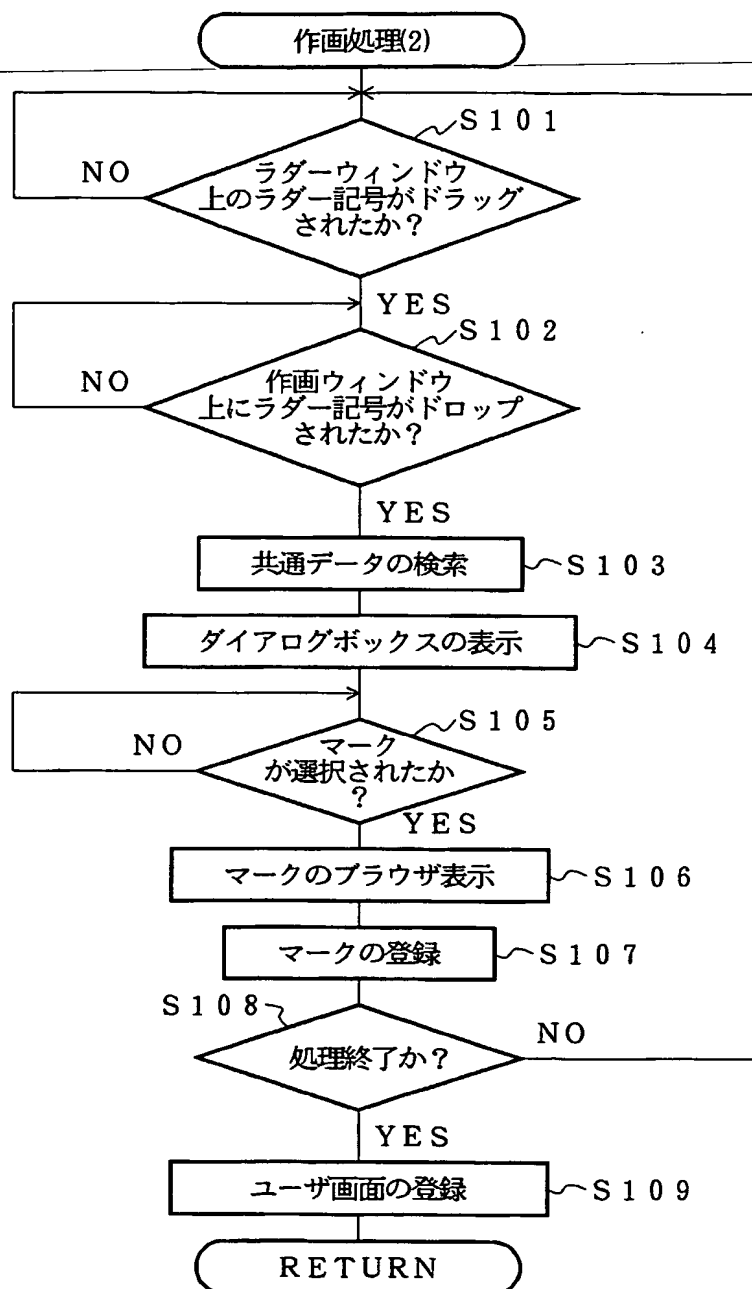 作画処理(2)
S101
NO
ラダーウィンドウ
上のラダー記号がドラッグ
されたか？
YES
S102
NO
作画ウィンドウ
上にラダー記号がドロップ
されたか？
YES
共通データの検索
S103
ダイアログボックスの表示
S104
S105
NO
マーク
が選択されたか
？
YES
マークのブラウザ表示
S106
マークの登録
S107
S108
処理終了か？
NO
YES
ユーザ画面の登録
S109
RETURN